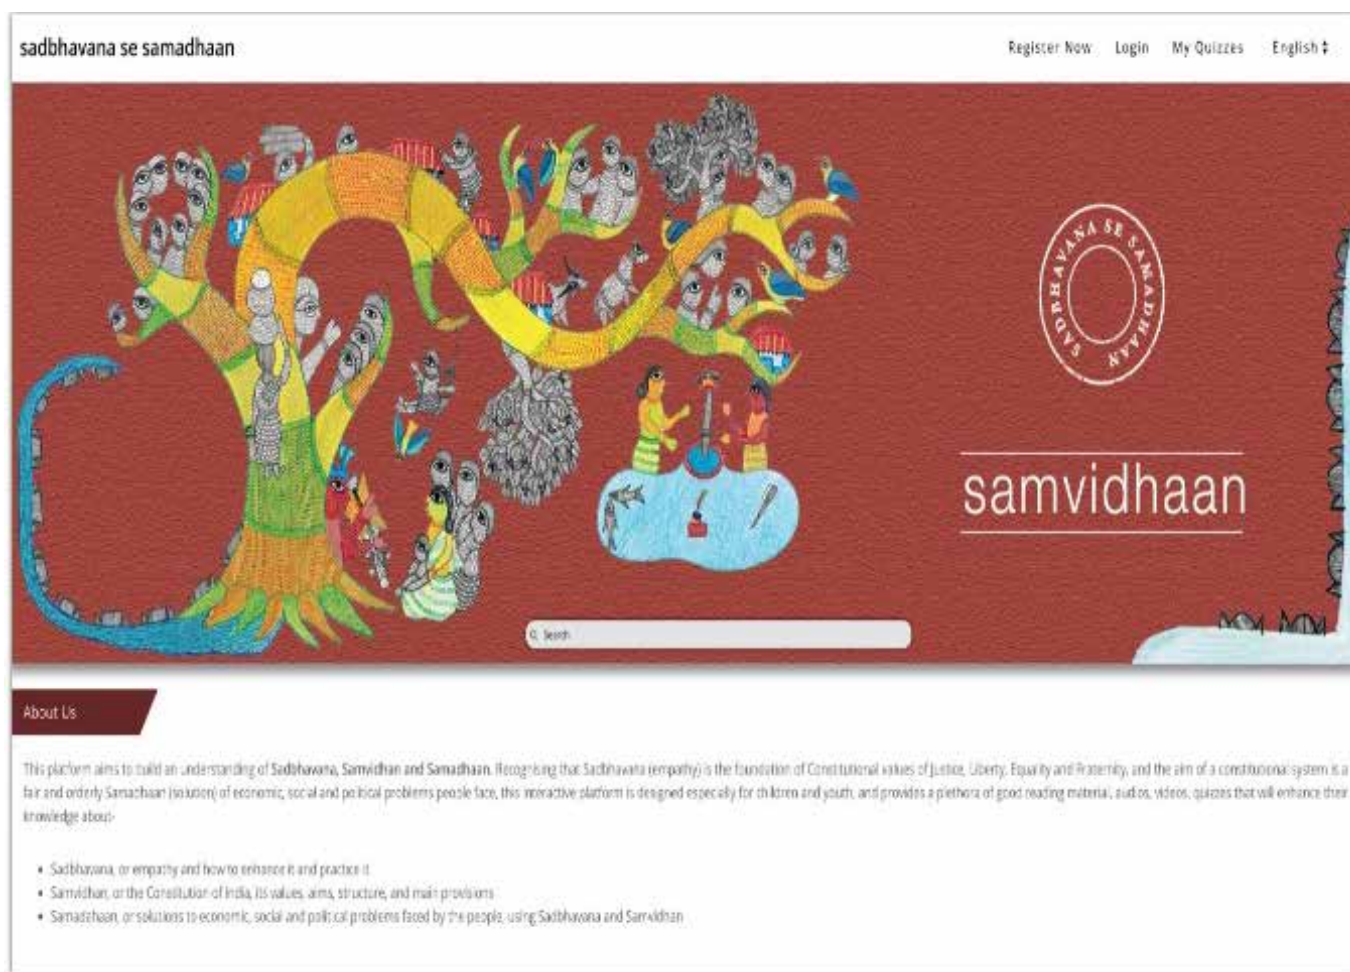 sadbhavana se samadhaan
Register Now Login My Quizzes English
SADBHAVANA SE SAMADHAAN
samvidhaan
Search
About Us
This platform aims to build an understanding of Sadbhavana, Samvidhan and Samadhaan. Recognising that Sadbhavana (empathy) is the foundation of Constitutional values of Justice, Liberty, Equality and Fraternity, and the aim of a constitutional system is a
fair and orderly Samadhaan (solution) of economic, social and political problems people face, this interactive platform is designed especially for children and youth, and provides a plethora of good reading material, audios, videos, quizzes that will enhance their
knowledge about-
• Sadbhavana, or empathy and how to enhance it and practice it
• Samvidhan, or the Constitution of India, its values, aims, structure, and main provisions
• Samadahaan, or solutions to economic, social and political problems faced by the people, using Sadbhavana and Samvidhan